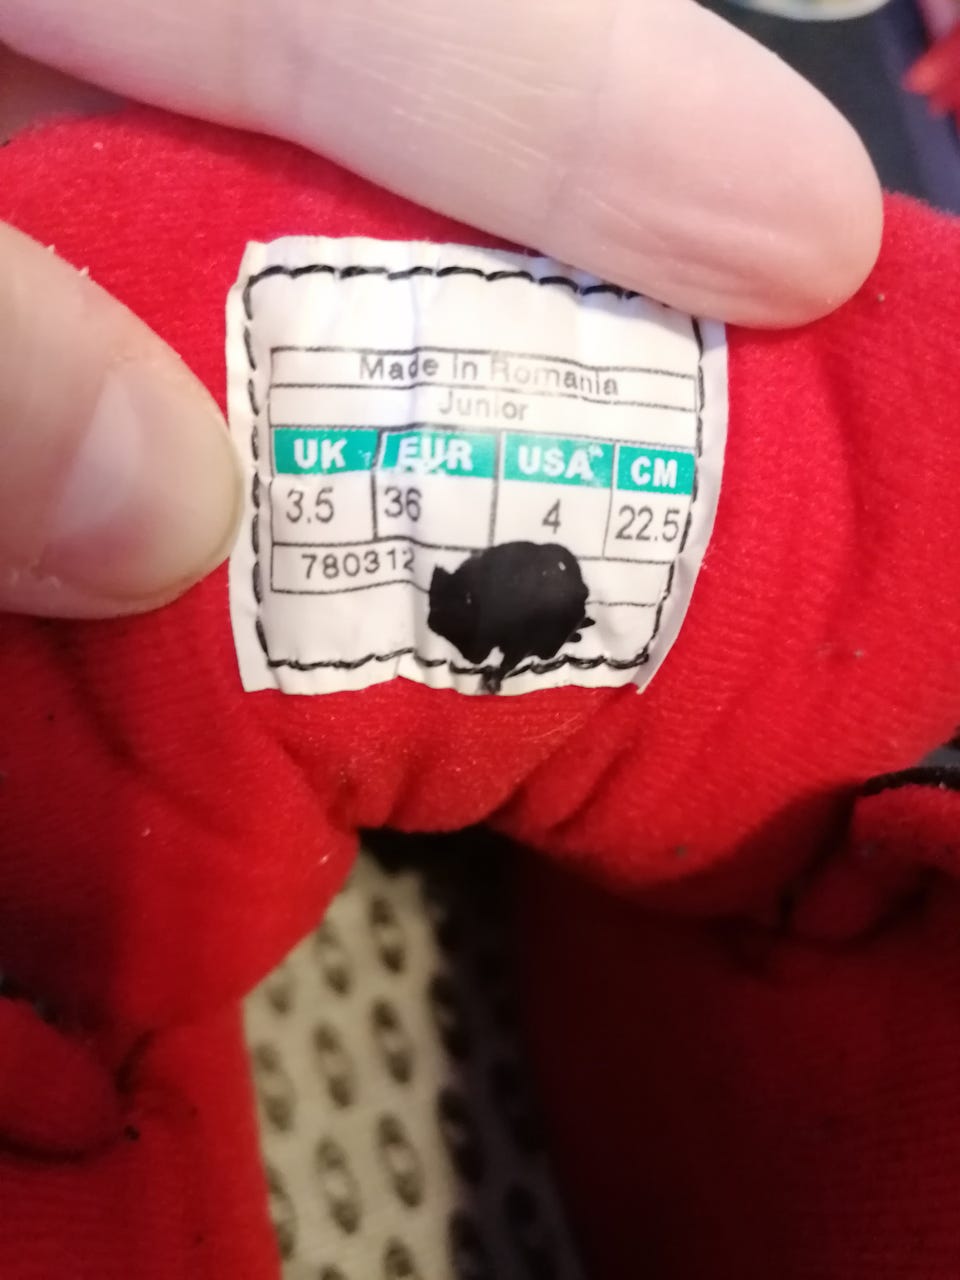 Made In Romania
Junior
UK EUR USA CM
3.5 36 4 22.5
780312